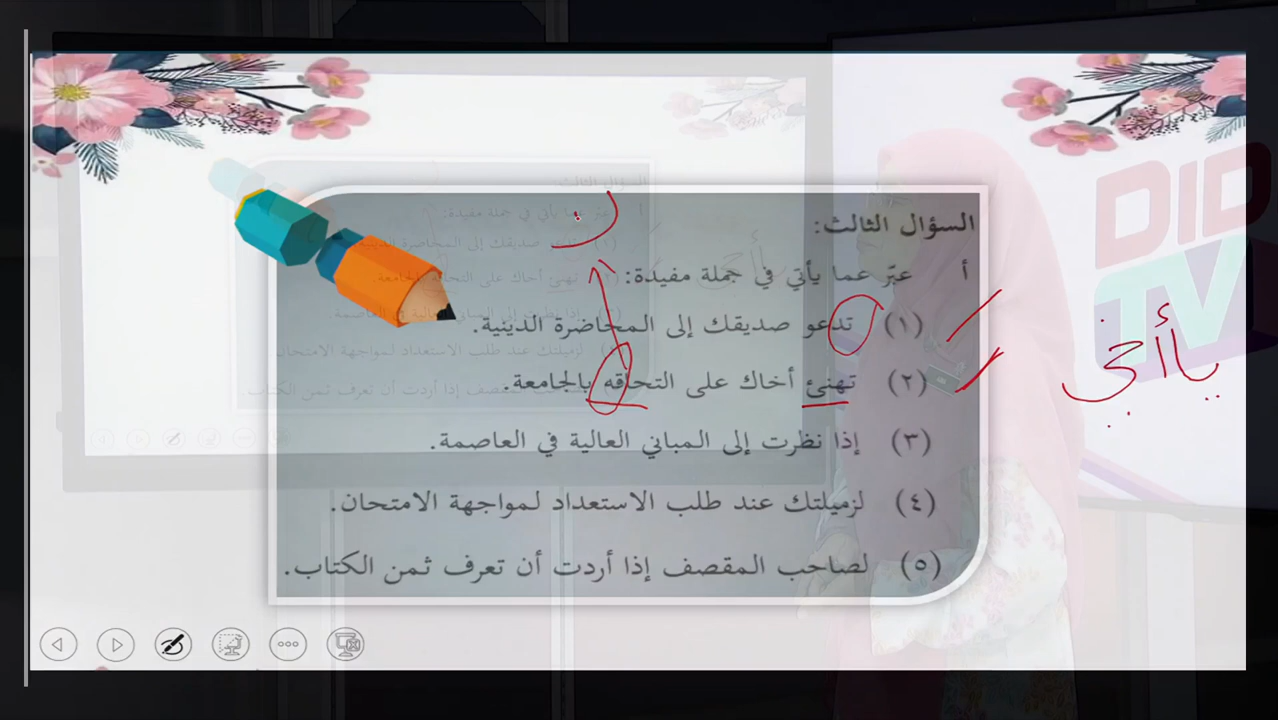 السؤال الثالث:
أ عبّر عما يأتي في جملة مفيدة:
(١) تدعو صديقك إلى المحاضرة الدينية.
(٢) تهنئ أخاك على التحاقه بالجامعة.
(٣) إذا نظرت إلى المباني العالية في العاصمة.
(٤) لزميلتك عند طلب الاستعداد لمواجهة الامتحان.
(٥) لصاحب المقصف إذا أردت أن تعرف ثمن الكتاب.
يا أخي
ك
DID
TV